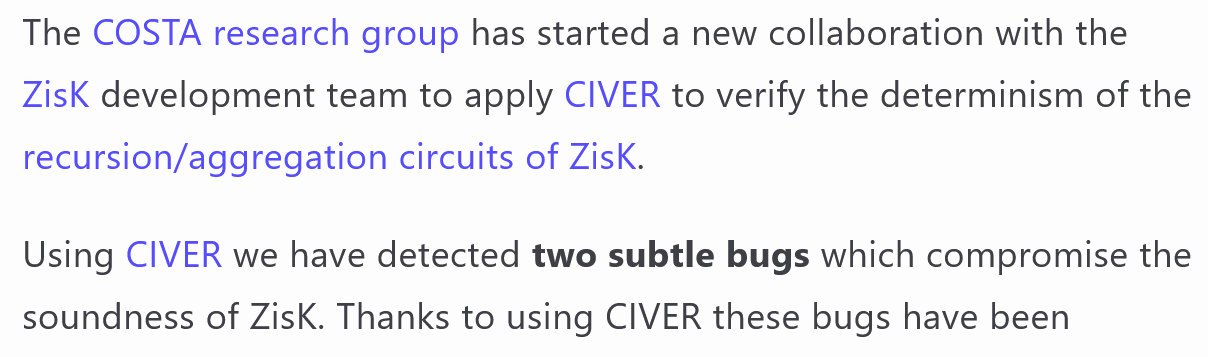 The COSTA research group has started a new collaboration with the
ZisK development team to apply CIVER to verify the determinism of the
recursion/aggregation circuits of ZisK.
Using CIVER we have detected two subtle bugs which compromise the
soundness of ZisK. Thanks to using CIVER these bugs have been